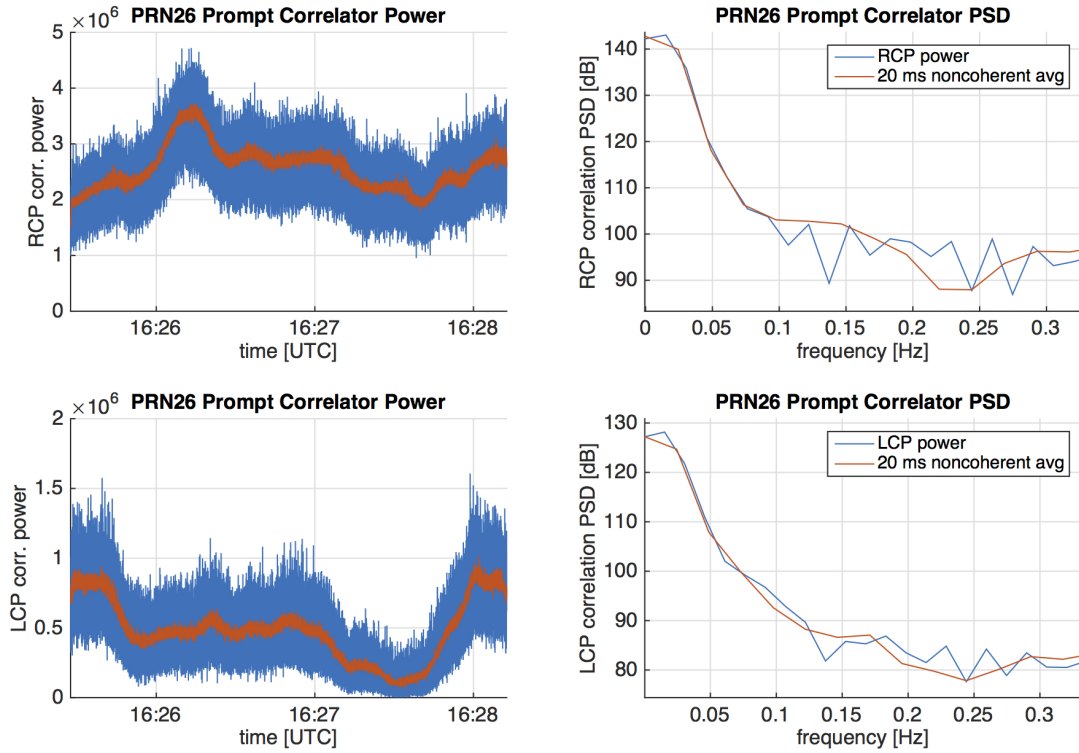 PRN26 Prompt Correlator Power
×10⁶
RCP corr. power
5
4
3
2
1
0
16:26
16:27
16:28
time [UTC]
PRN26 Prompt Correlator PSD
RCP correlation PSD [dB]
140
130
120
110
100
90
RCP power
20 ms noncoherent avg
0
0.05
0.1
0.15
0.2
0.25
0.3
frequency [Hz]
PRN26 Prompt Correlator Power
×10⁶
LCP corr. power
2
1.5
1
0.5
0
16:26
16:27
16:28
time [UTC]
PRN26 Prompt Correlator PSD
LCP correlation PSD [dB]
130
120
110
100
90
80
LCP power
20 ms noncoherent avg
0.05
0.1
0.15
0.2
0.25
0.3
frequency [Hz]